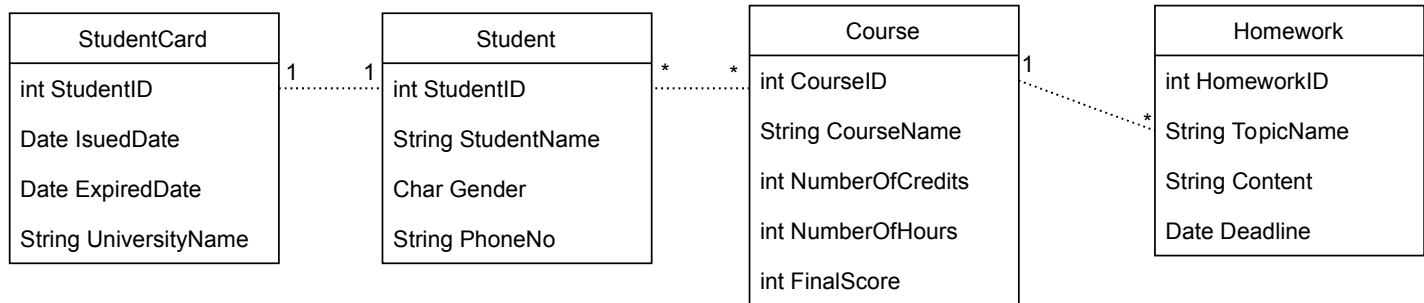 StudentCard
int StudentID
Date IsuedDate
Date ExpiredDate
String UniversityName
1
1
Student
int StudentID
String StudentName
Char Gender
String PhoneNo
*
*
Course
int CourseID
String CourseName
int NumberOfCredits
int NumberOfHours
int FinalScore
1
*
Homework
int HomeworkID
String TopicName
String Content
Date Deadline